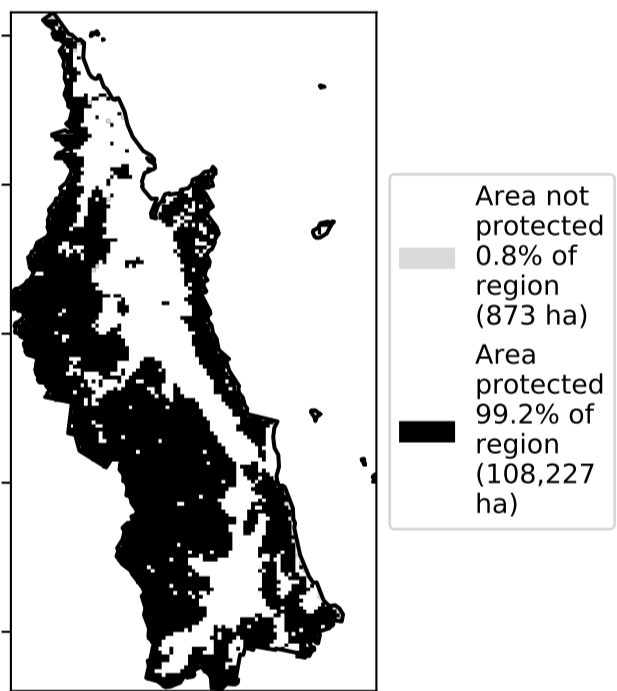 Area not
protected
0.8% of
region
(873 ha)
Area
protected
99.2% of
region
(108,227
ha)